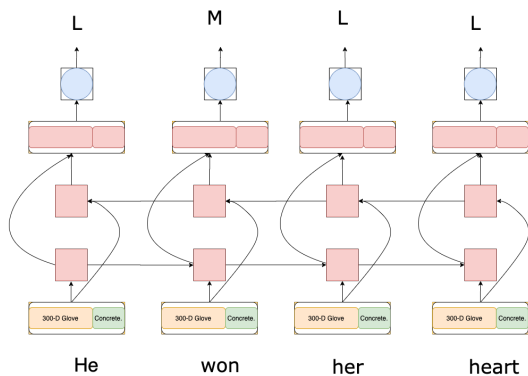 L M L L
300-D Glove Concrete. 300-D Glove Concrete. 300-D Glove Concrete. 300-D Glove Concrete.
He won her heart